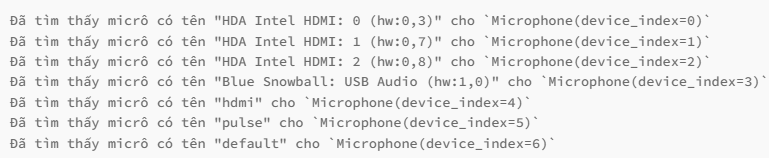 Đã tìm thấy micrô có tên "HDA Intel HDMI: 0 (hw:0,3)" cho `Microphone(device_index=0)`
Đã tìm thấy micrô có tên "HDA Intel HDMI: 1 (hw:0,7)" cho `Microphone(device_index=1)`
Đã tìm thấy micrô có tên "HDA Intel HDMI: 2 (hw:0,8)" cho `Microphone(device_index=2)`
Đã tìm thấy micrô có tên "Blue Snowball: USB Audio (hw:1,0)" cho `Microphone(device_index=3)`
Đã tìm thấy micrô có tên "hdmi" cho `Microphone(device_index=4)`
Đã tìm thấy micrô có tên "pulse" cho `Microphone(device_index=5)`
Đã tìm thấy micrô có tên "default" cho `Microphone(device_index=6)`